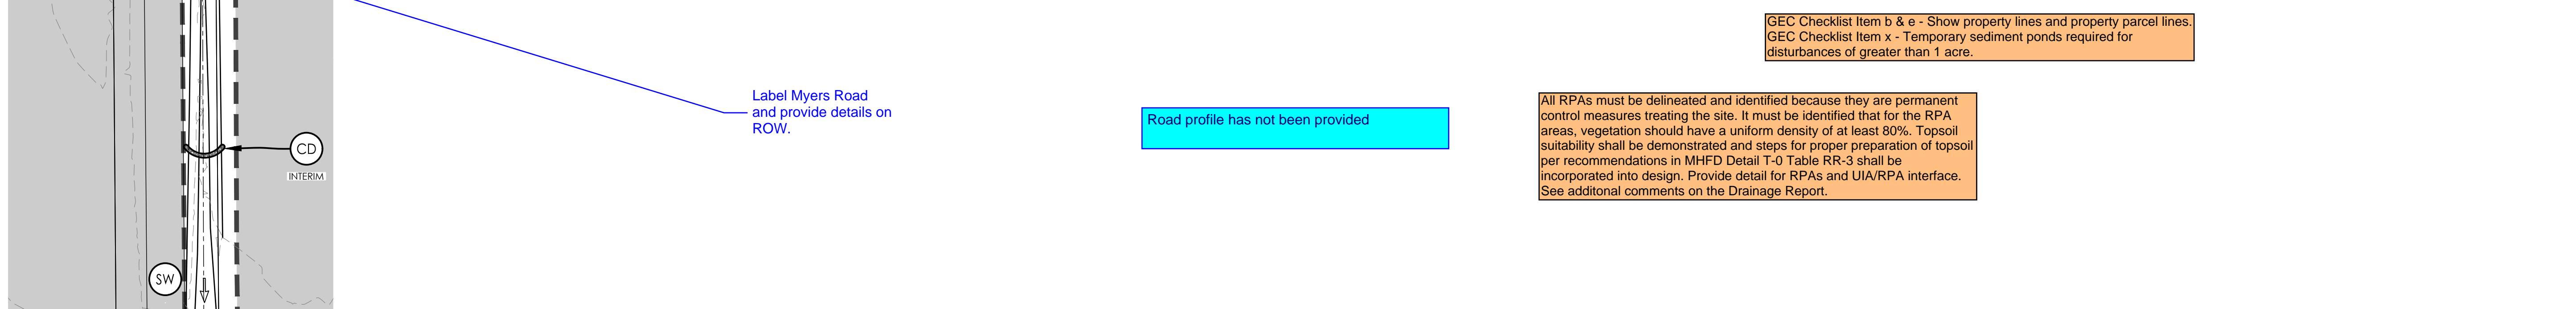 GEC Checklist Item b & e - Show property lines and property parcel lines.
GEC Checklist Item x - Temporary sediment ponds required for
disturbances of greater than 1 acre.
Label Myers Road
and provide details on
ROW.
Road profile has not been provided
All RPAs must be delineated and identified because they are permanent
control measures treating the site. It must be identified that for the RPA
areas, vegetation should have a uniform density of at least 80%. Topsoil
suitability shall be demonstrated and steps for proper preparation of topsoil
per recommendations in MHFD Detail T-0 Table RR-3 shall be
incorporated into design. Provide detail for RPAs and UIA/RPA interface.
See additonal comments on the Drainage Report.
CD
INTERIM
SW